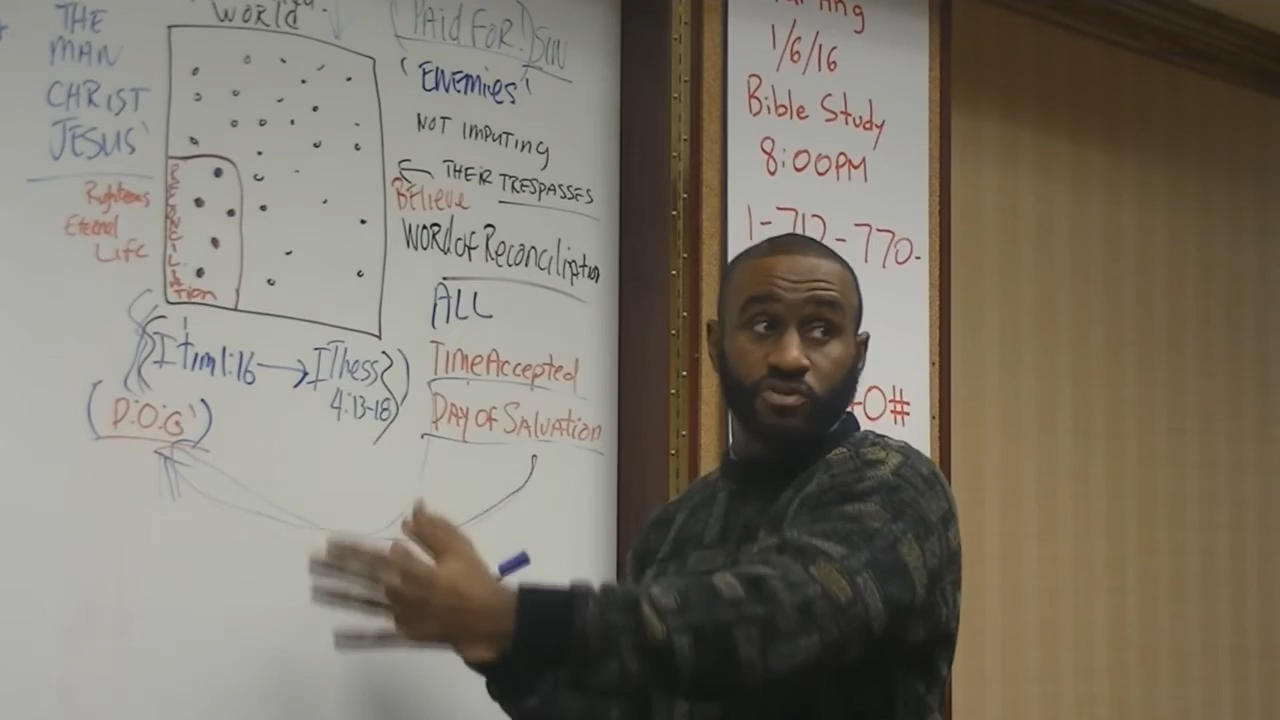 THE
MAN
CHRIST
JESUS'
Righteous
Eternal
Life
WORLD
RECONCILIATION
I tim 1:16 → I Thess
4:13-18)
(D.O.G')
(PAID FOR!) SIN
'ENEMIES'
NOT IMPUTING
THEIR TRESPASSES
BElieve
WORD of Reconciliation
ALL
Time Accepted
DAY of SALVATION
1/6/16
Bible Study
8:00PM
1-712-770-
0#